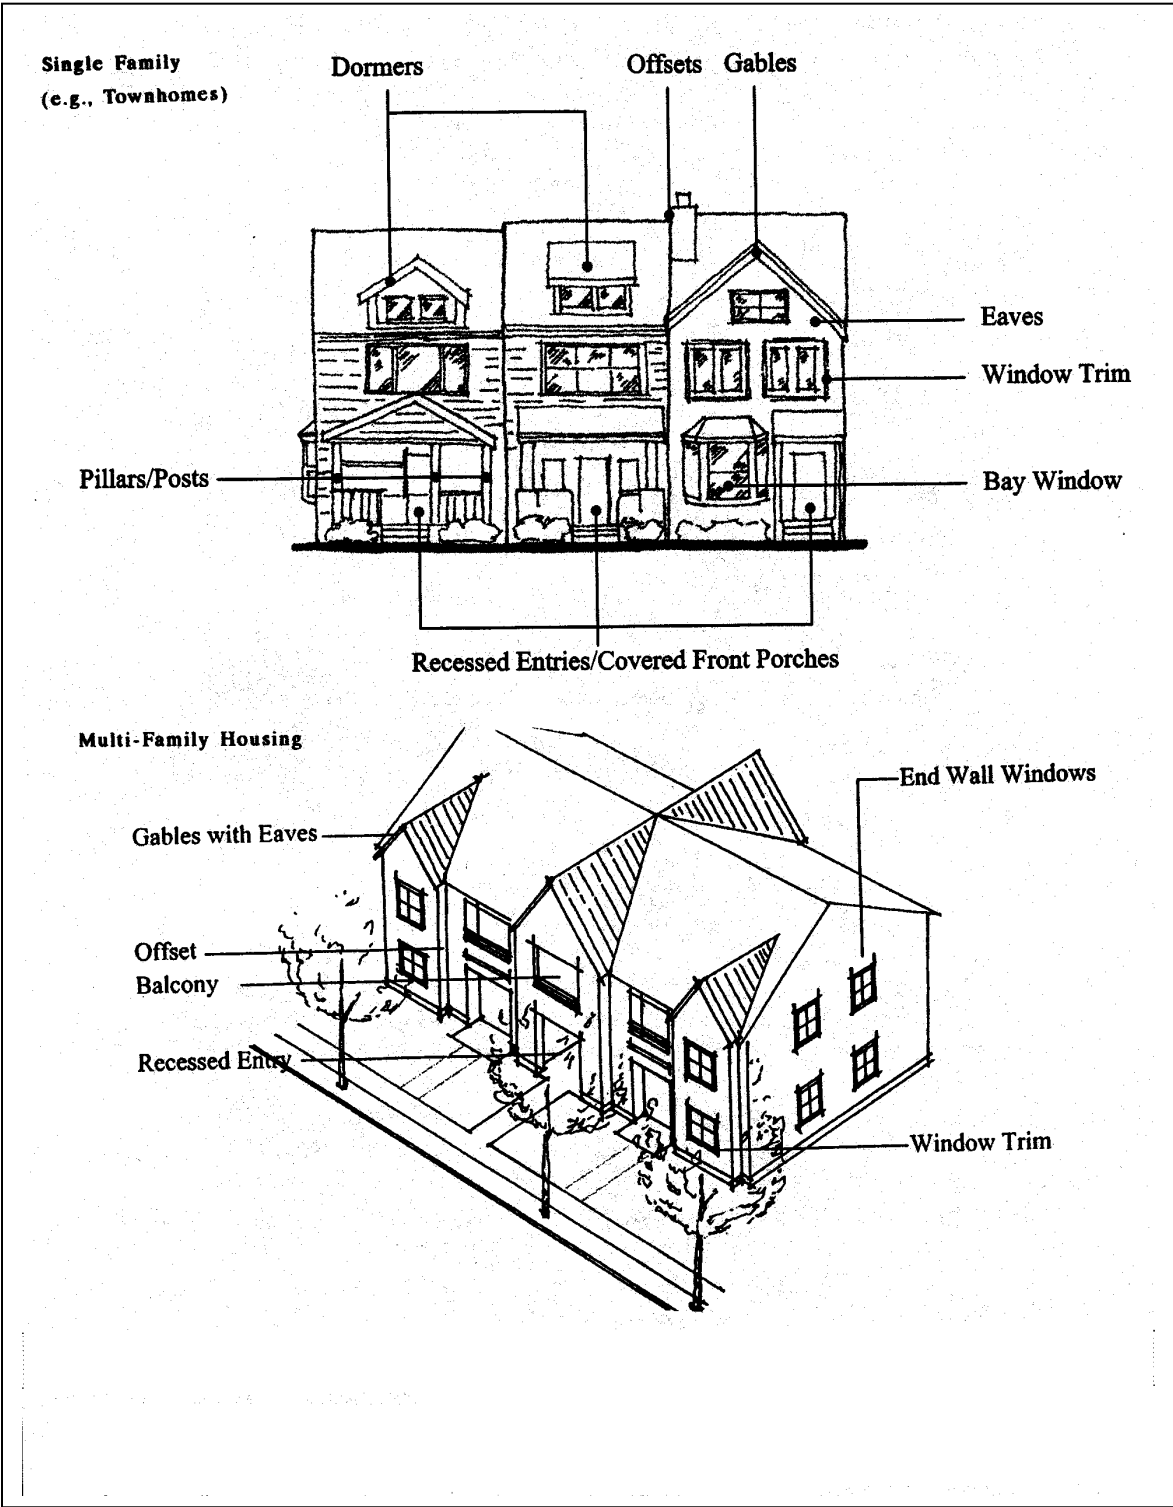 Single Family
(e.g., Townhomes)
Dormers
Offsets Gables
Eaves
Window Trim
Pillars/Posts
Bay Window
Recessed Entries/Covered Front Porches
Multi-Family Housing
End Wall Windows
Gables with Eaves
Offset
Balcony
Recessed Entry
Window Trim